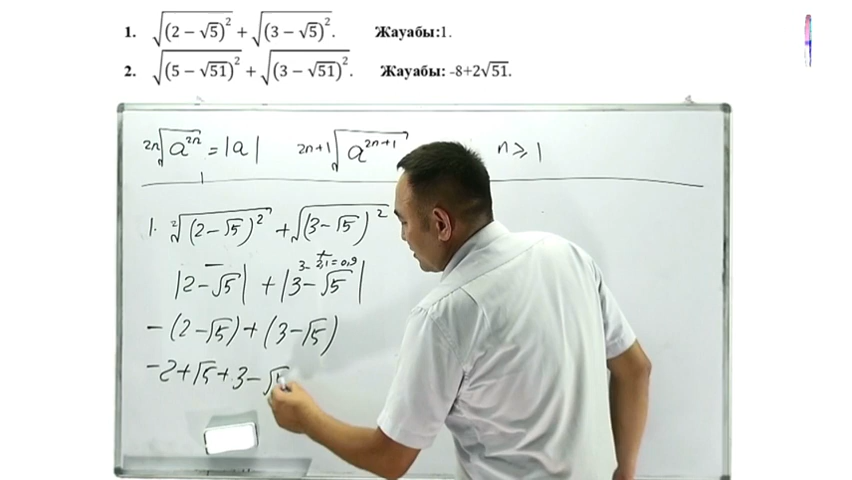 1. √(2 − √5)² + √(3 − √5)². Жауабы:1.
2. √(5 − √51)² + √(3 − √51)². Жауабы: -8+2√51.
²ⁿ√a²ⁿ = |a| ²ⁿ⁺¹√a²ⁿ⁺¹ n ⩾ 1
1. ²√(2 − √5)² + √(3 − √5)²
− +
3 − 2,1 = 0,9
|2 − √5| + |3 − √5|
− (2 − √5) + (3 − √5)
− 2 + √5 + 3 − √5